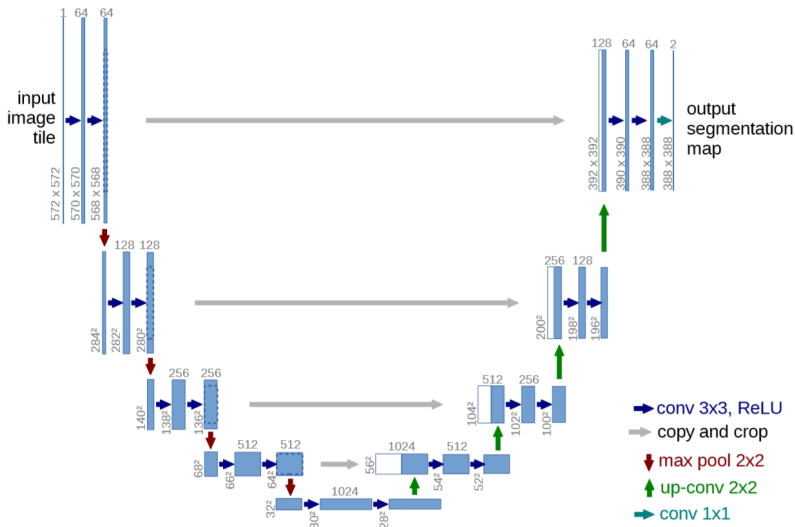 1 64 64
128 64 64 2
input
image
tile
output
segmentation
map
572 x 572
570 x 570
568 x 568
392 x 392
390 x 390
388 x 388
388 x 388
128 128
256 128
284²
282²
280²
200²
198²
196²
256 256
512 256
140²
138²
136²
104²
102²
100²
512 512
1024 512
68²
66²
64²
56²
54²
52²
1024
32²
30²
28²
conv 3x3, ReLU
copy and crop
max pool 2x2
up-conv 2x2
conv 1x1